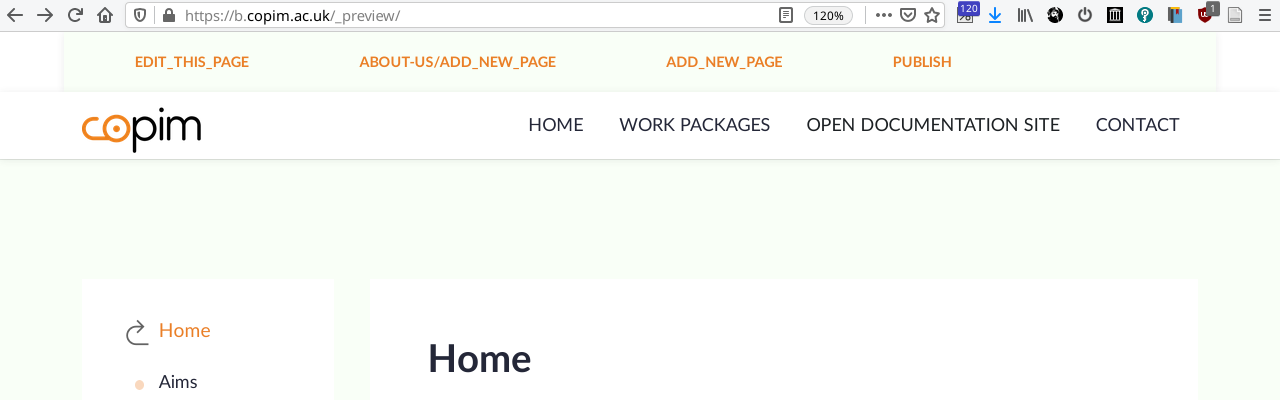 https://b.copim.ac.uk/_preview/ 120% 120 1
EDIT_THIS_PAGE ABOUT-US/ADD_NEW_PAGE ADD_NEW_PAGE PUBLISH
copim HOME WORK PACKAGES OPEN DOCUMENTATION SITE CONTACT
Home
Home
Aims